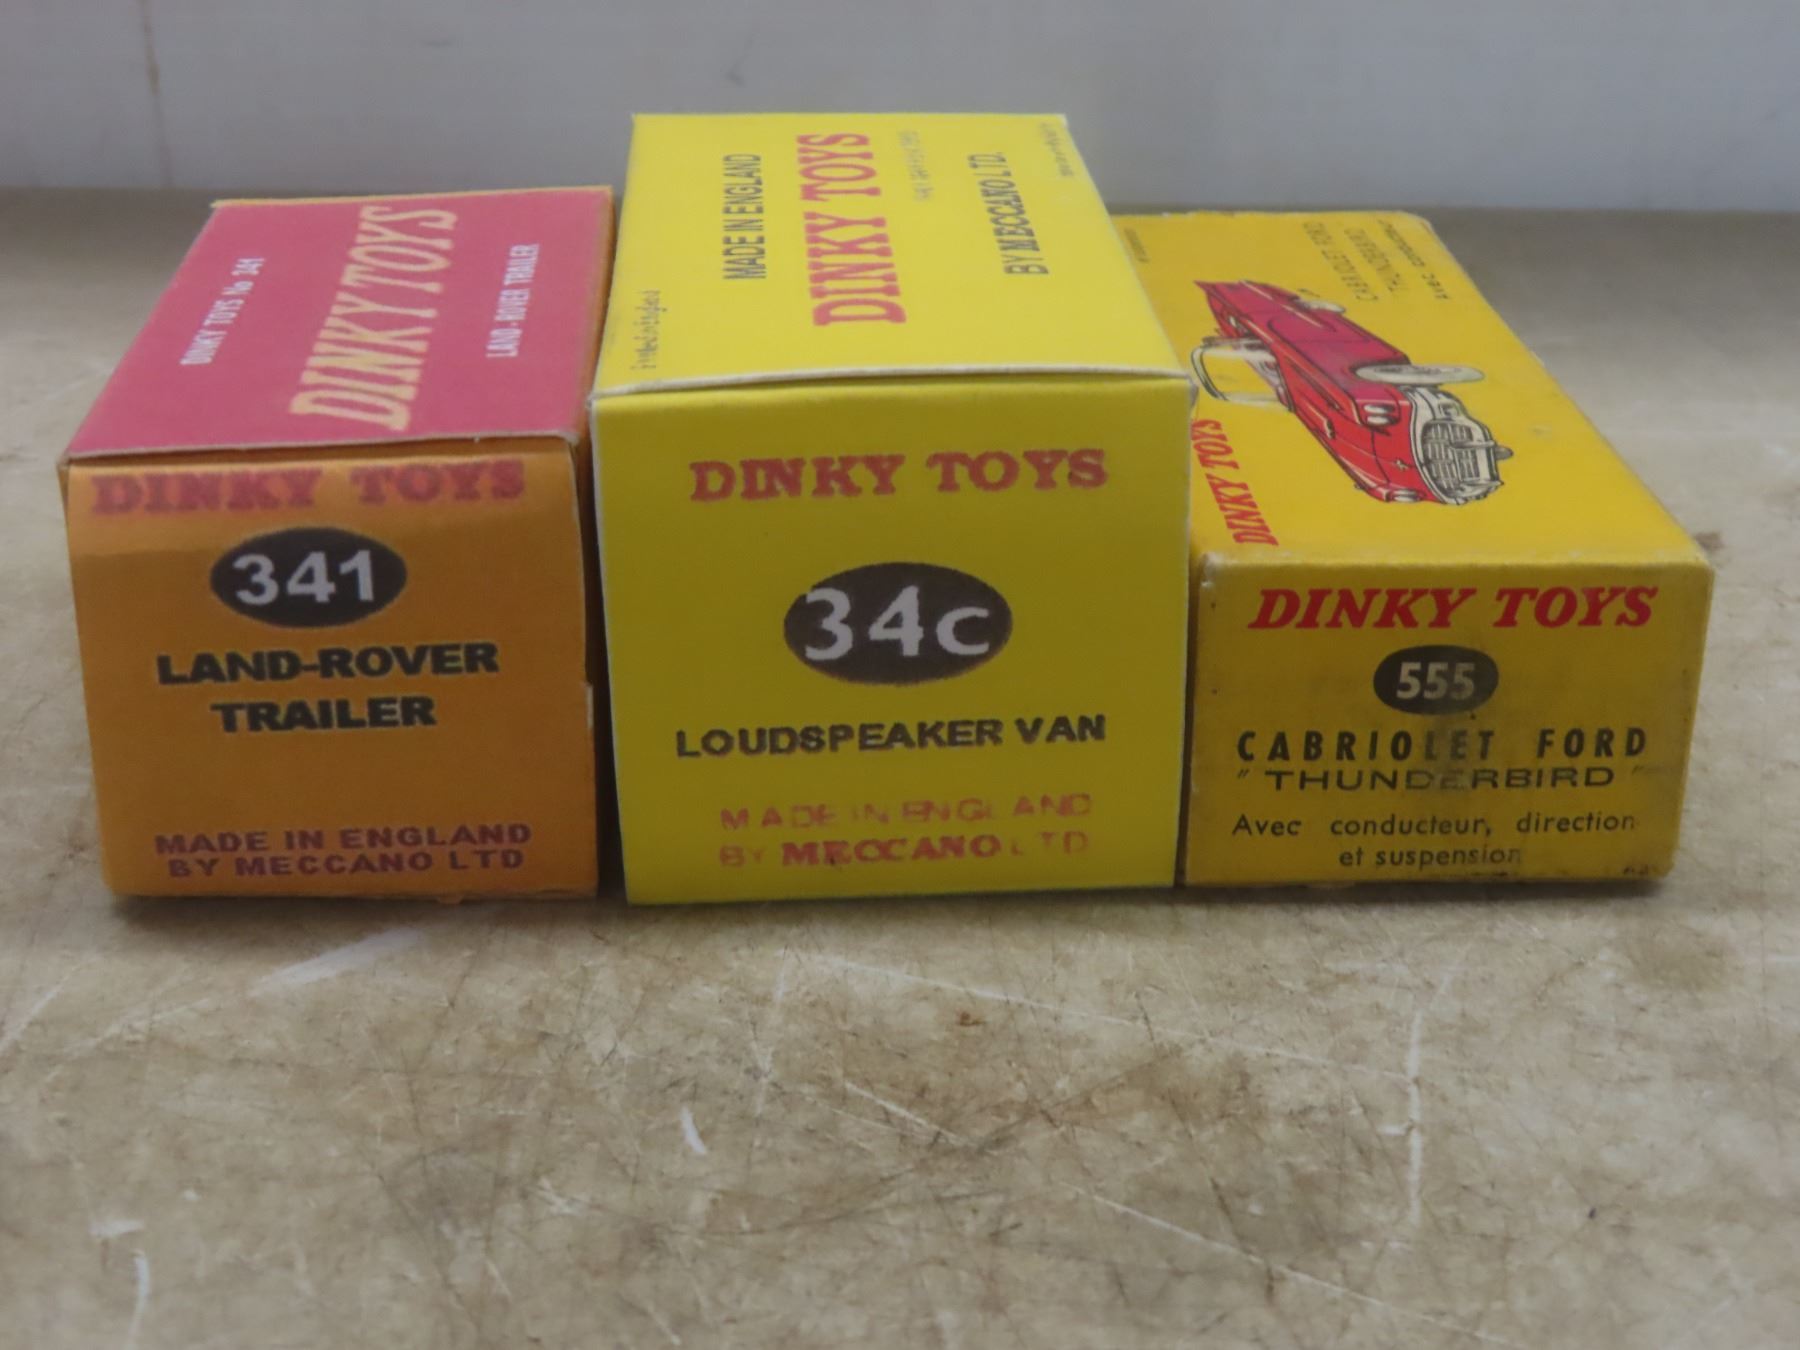 DINKY TOYS No 341
DINKY TOYS
LAND-ROVER TRAILER
DINKY TOYS
341
LAND-ROVER
TRAILER
MADE IN ENGLAND
BY MECCANO LTD
MADE IN ENGLAND
DINKY TOYS
BY MECCANO LTD.
DINKY TOYS
34c
LOUDSPEAKER VAN
MADE IN ENGLAND
BY MECCANO LTD
CABRIOLET FORD
THUNDERBIRD
DINKY TOYS
DINKY TOYS
555
CABRIOLET FORD
"THUNDERBIRD"
Avec conducteur, direction
et suspension